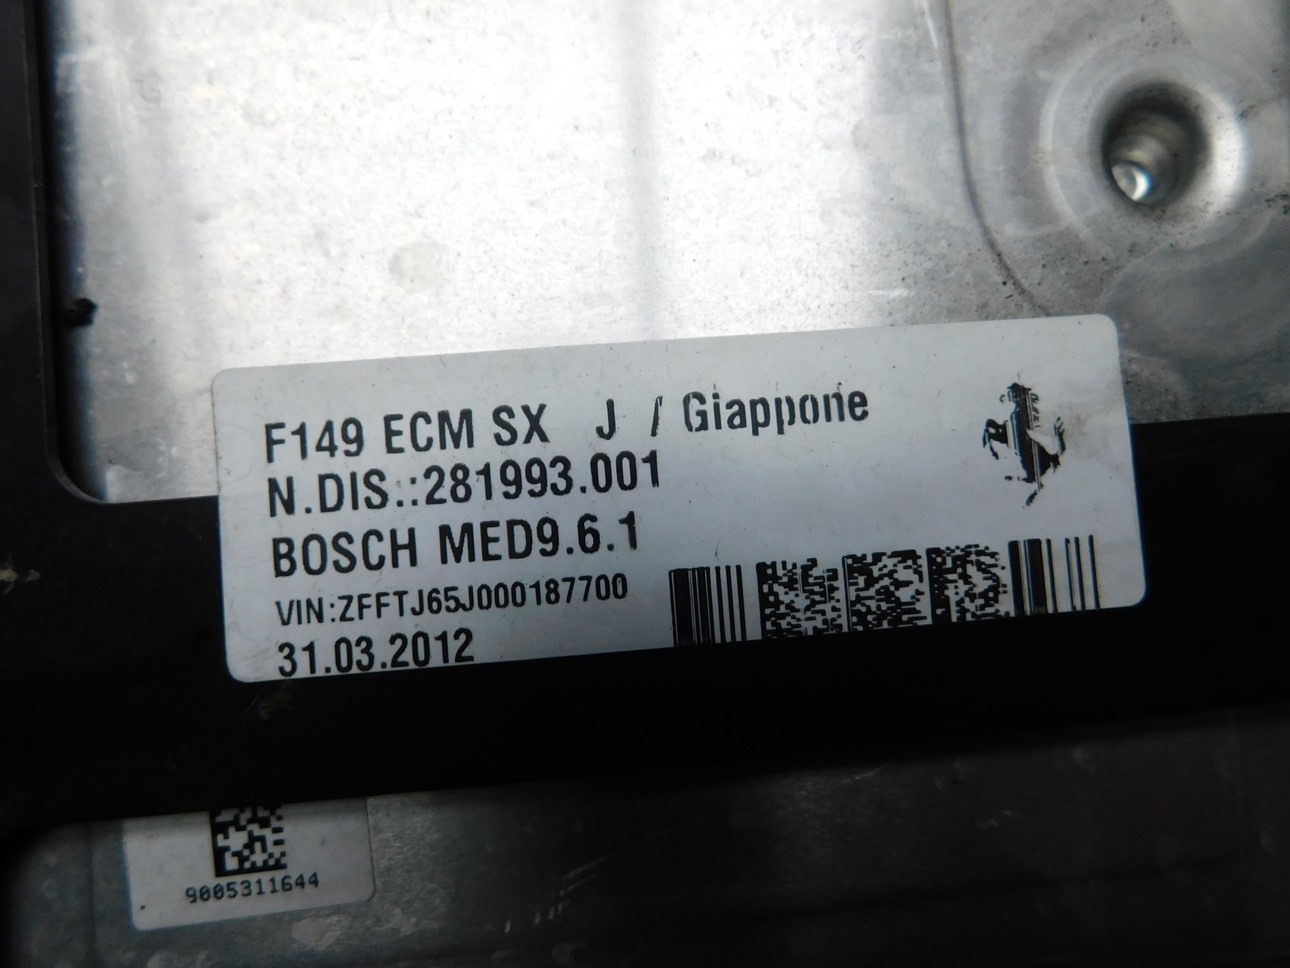 F149 ECM SX J / Giappone
N.DIS.:281993.001
BOSCH MED9.6.1
VIN:ZFFTJ65J000187700
31.03.2012
9005311644